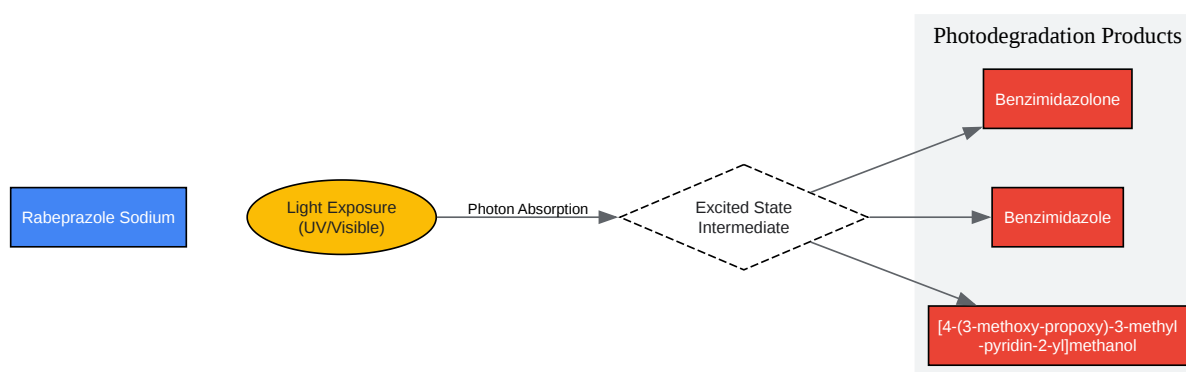 Photodegradation Products
Benzimidazolone
Rabeprazole Sodium
Light Exposure
(UV/Visible)
Photon Absorption
Excited State
Intermediate
Benzimidazole
[4-(3-methoxy-propoxy)-3-methyl
-pyridin-2-yl]methanol